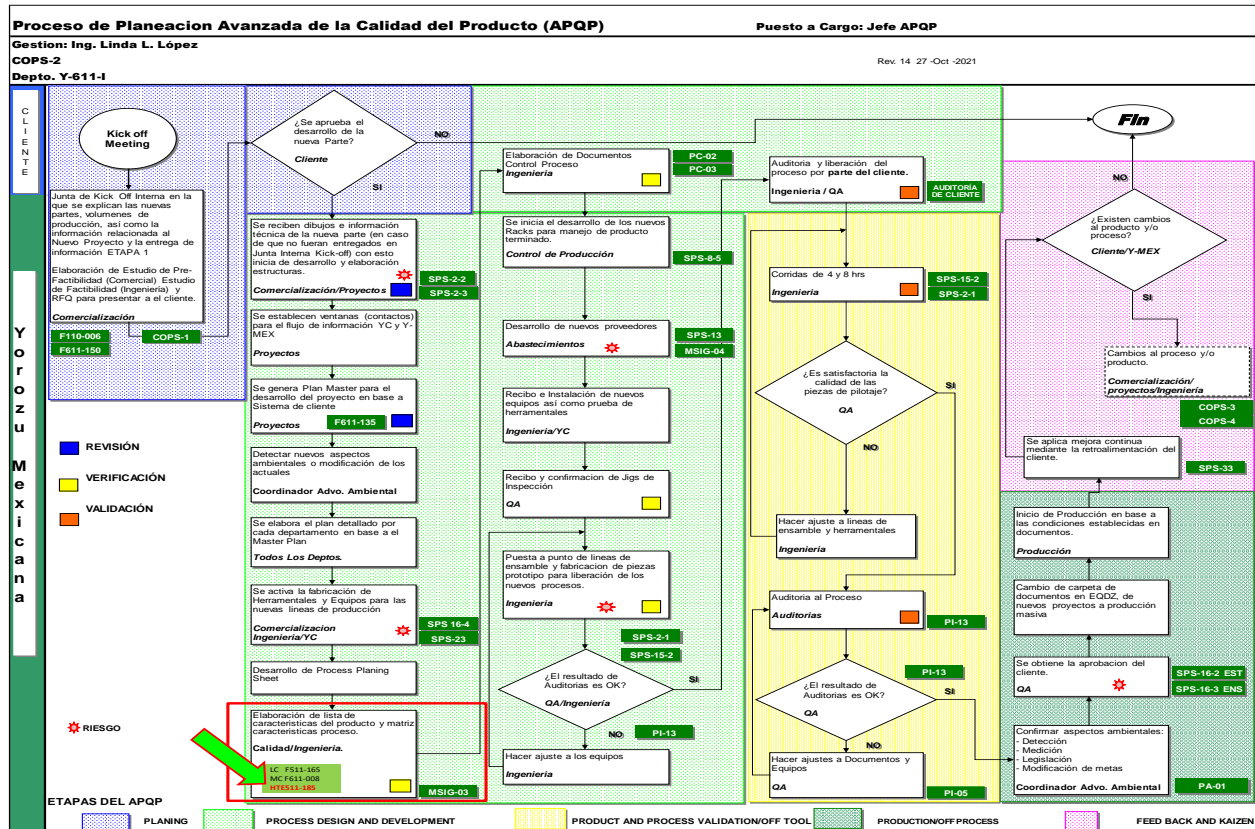 Proceso de Planeacion Avanzada de la Calidad del Producto (APQP)
Puesto a Cargo: Jefe APQP
Gestion: Ing. Linda L. López
COPS-2
Rev. 14 27 -Oct -2021
Depto. Y-611-I
CLIENTE
Yorozu Mexicana
Kick off
Meeting
Junta de Kick Off Interna en la
que se explican las nuevas
partes, volumenes de
producción, así como la
información relacionada al
Nuevo Proyecto y la entrega de
información ETAPA 1
Elaboración de Estudio de Pre-
Factibilidad (Comercial) Estudio
de Factibilidad (Ingeniería) y
RFQ para presentar a el cliente.
Comercialización
F110-006
F611-150
COPS-1
REVISIÓN
VERIFICACIÓN
VALIDACIÓN
RIESGO
¿Se aprueba el
desarrollo de la
nueva Parte?
Cliente
NO
SI
Se reciben dibujos e información
técnica de la nueva parte (en caso
de que no fueran entregados en
Junta Interna Kick-off) con esto
inicia de desarrollo y elaboración
estructuras.
Comercialización/Proyectos
SPS-2-2
SPS-2-3
Se establecen ventanas (contactos)
para el flujo de información YC y Y-
MEX
Proyectos
Se genera Plan Master para el
desarrollo del proyecto en base a
Sistema de cliente
Proyectos
F611-135
Detectar nuevos aspectos
ambientales o modificación de los
actuales
Coordinador Advo. Ambiental
Se elabora el plan detallado por
cada departamento en base a el
Master Plan
Todos Los Deptos.
Se activa la fabricación de
Herramentales y Equipos para las
nuevas lineas de producción
Comercializacion
Ingeniería/YC
SPS 16-4
SPS-23
Desarrollo de Process Planing
Sheet
Elaboración de lista de
caracteristicas del producto y matriz
caracteristicas proceso.
Calidad/Ingeniería.
LC F511-165
MC F611-008
HTE511-185
MSIG-03
Elaboración de Documentos
Control Proceso
Ingeniería
PC-02
PC-03
Se inicia el desarrollo de los nuevos
Racks para manejo de producto
terminado.
Control de Producción
SPS-8-5
Desarrollo de nuevos proveedores
Abastecimientos
SPS-13
MSIG-04
Recibo e Instalación de nuevos
equipos así como prueba de
herramentales
Ingeniería/YC
Recibo y confirmacion de Jigs de
Inspección
QA
Puesta a punto de lineas de
ensamble y fabricacion de piezas
prototipo para liberación de los
nuevos procesos.
Ingeniería
SPS-2-1
SPS-15-2
¿El resultado de
Auditorias es OK?
QA/Ingeniería
SI
NO
PI-13
Hacer ajuste a los equipos
Ingeniería
Auditoria y liberación del
proceso por parte del cliente.
Ingenieria / QA
AUDITORÍA
DE CLIENTE
Corridas de 4 y 8 hrs
Ingenieria
SPS-15-2
SPS-2-1
¿Es satisfactoria la
calidad de las
piezas de pilotaje?
QA
SI
NO
Hacer ajuste a lineas de
ensamble y herramentales
Ingenieria
Auditoria al Proceso
Auditorias
PI-13
PI-13
¿El resultado de
Auditorias es OK?
QA
SI
NO
Hacer ajustes a Documentos y
Equipos
QA
PI-05
FIn
NO
¿Existen cambios
al producto y/o
proceso?
Cliente/Y-MEX
SI
Cambios al proceso y/o
producto.
Comercialización/
proyectos/Ingeniería
COPS-3
COPS-4
Se aplica mejora continua
mediante la retroalimentación del
cliente.
SPS-33
Inicio de Producción en base a
las condiciones establecidas en
documentos.
Producción
Cambio de carpeta de
documentos en EQDZ, de
nuevos proyectos a producción
masiva
Se obtiene la aprobacion del
cliente.
QA
SPS-16-2 EST
SPS-16-3 ENS
Confirmar aspectos ambientales:
- Detección
- Medición
- Legislación
- Modificación de metas
Coordinador Advo. Ambiental
PA-01
ETAPAS DEL APQP
PLANING
PROCESS DESIGN AND DEVELOPMENT
PRODUCT AND PROCESS VALIDATION/OFF TOOL
PRODUCTION/OFF PROCESS
FEED BACK AND KAIZEN